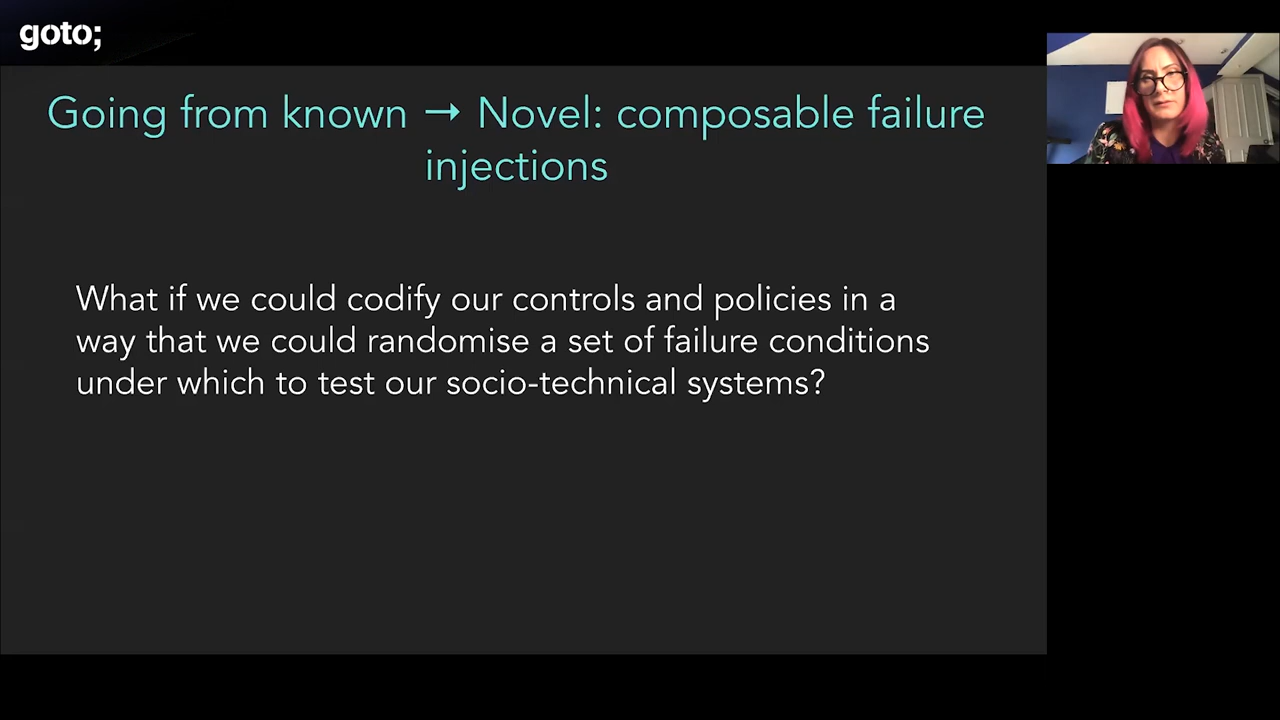 goto;
Going from known → Novel: composable failure
injections
What if we could codify our controls and policies in a
way that we could randomise a set of failure conditions
under which to test our socio-technical systems?